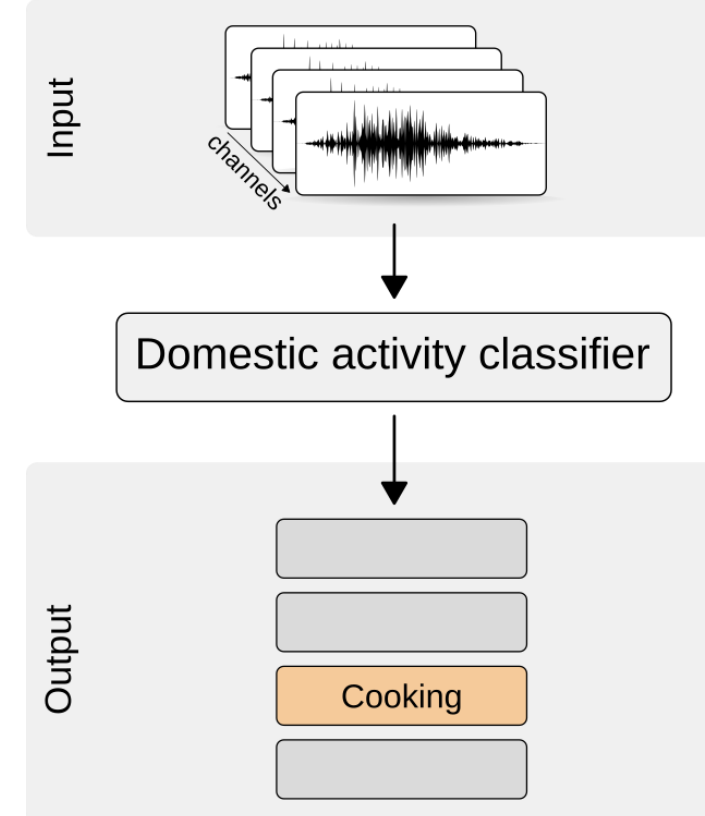 Input
channels
Domestic activity classifier
Output
Cooking